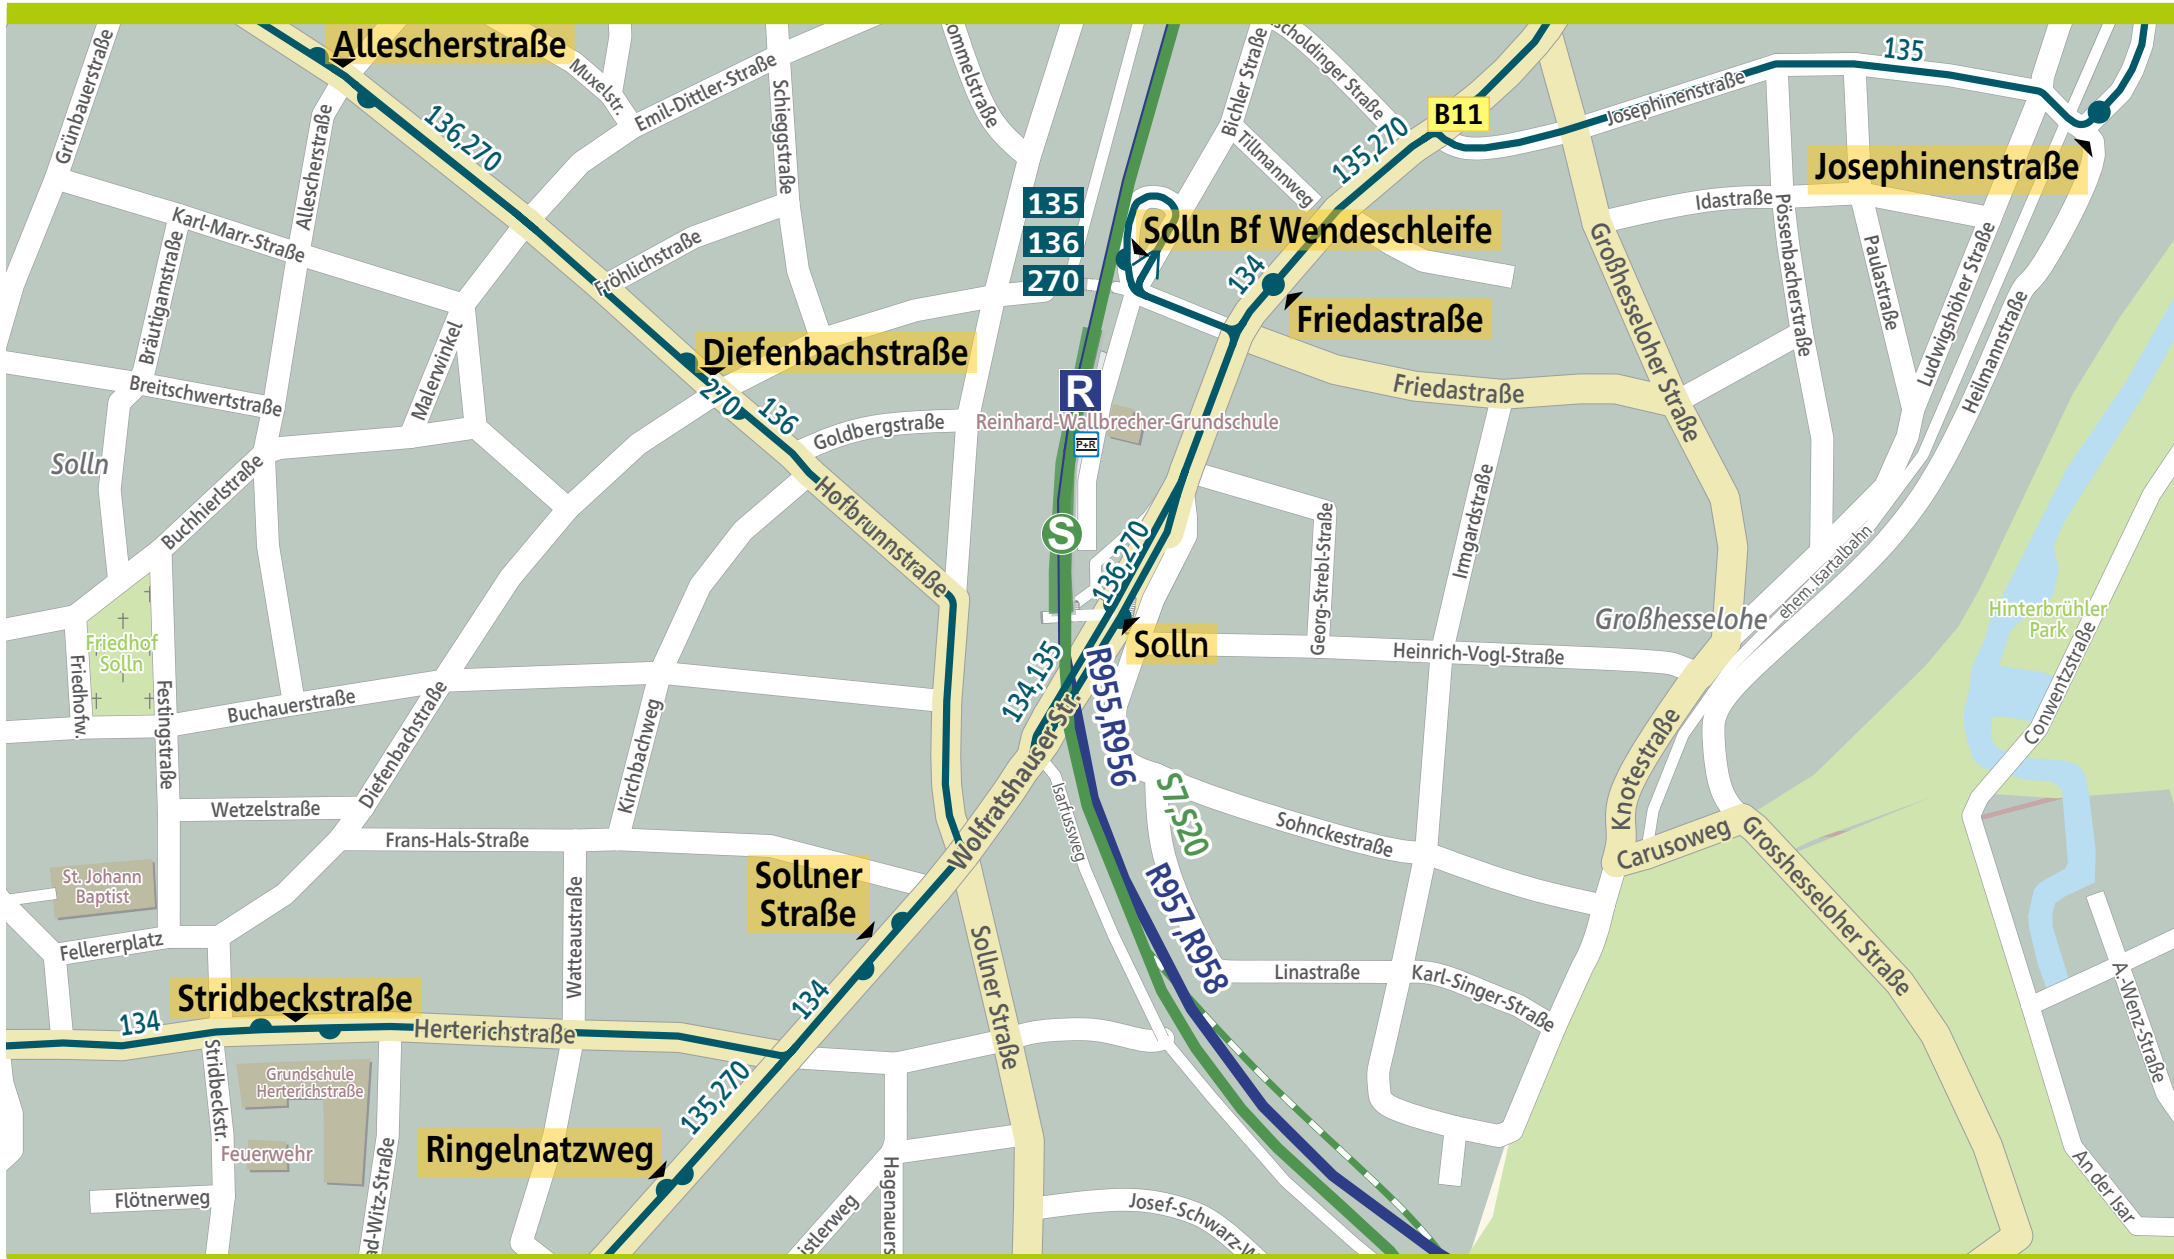 Allescherstraße
135
B11
Grünbauerstraße
Muxelstr.
Emil-Dittler-Straße
Schieggstraße
Bichler Straße
Tillmannweg
135,270
Josephinenstraße
Josephinenstraße
136,270
Allescherstraße
Karl-Marr-Straße
Bräutigamstraße
Fröhlichstraße
135
136
270
Solln Bf Wendeschleife
134
Friedastraße
Idastraße
Pössenbacherstraße
Paulastraße
Ludwigshöher Straße
Heilmannstraße
Großhesseloher Straße
Friedastraße
Diefenbachstraße
270
136
Malerwinkel
Breitschwertstraße
Goldbergstraße
R
Reinhard-Wallbrecher-Grundschule
P+R
Solln
Buchhierlstraße
Hofbrunnstraße
S
136,270
Georg-Strebl-Straße
Irmgardstraße
ehem. Isartalbahn
Großhesselohe
Hinterbrühler
Park
Conwentzstraße
Friedhof
Solln
Friedhofw.
Festingstraße
Buchauerstraße
Diefenbachstraße
Kirchbachweg
134,135
Solln
Heinrich-Vogl-Straße
R955,R956
Wolfratshauser Str.
Isarfussweg
S7,S20
R957,R958
Knotestraße
Carusoweg
Grosshesseloher Straße
Sohnckestraße
Wetzelstraße
Frans-Hals-Straße
St. Johann
Baptist
Fellererplatz
Watteaustraße
Sollner
Straße
Sollner Straße
Linastraße
Karl-Singer-Straße
A.-Wenz-Straße
Stridbeckstraße
134
134
Herterichstraße
Stridbeckstr.
Grundschule
Herterichstraße
Feuerwehr
Flötnerweg
135,270
Ringelnatzweg
Josef-Schwarz-W
An der Isar